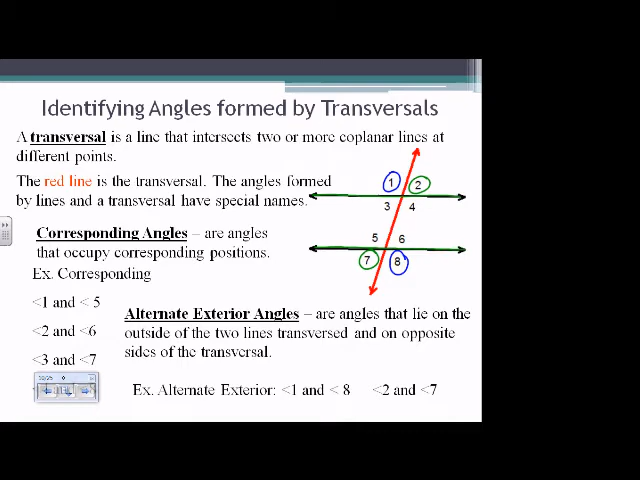 Identifying Angles formed by Transversals
A transversal is a line that intersects two or more coplanar lines at
different points.
The red line is the transversal. The angles formed
by lines and a transversal have special names.
1 2
3 4
5 6
7 8
Corresponding Angles – are angles
that occupy corresponding positions.
Ex. Corresponding
<1 and < 5
<2 and <6
<3 and <7
Alternate Exterior Angles – are angles that lie on the
outside of the two lines transversed and on opposite
sides of the transversal.
Ex. Alternate Exterior: <1 and < 8 <2 and <7